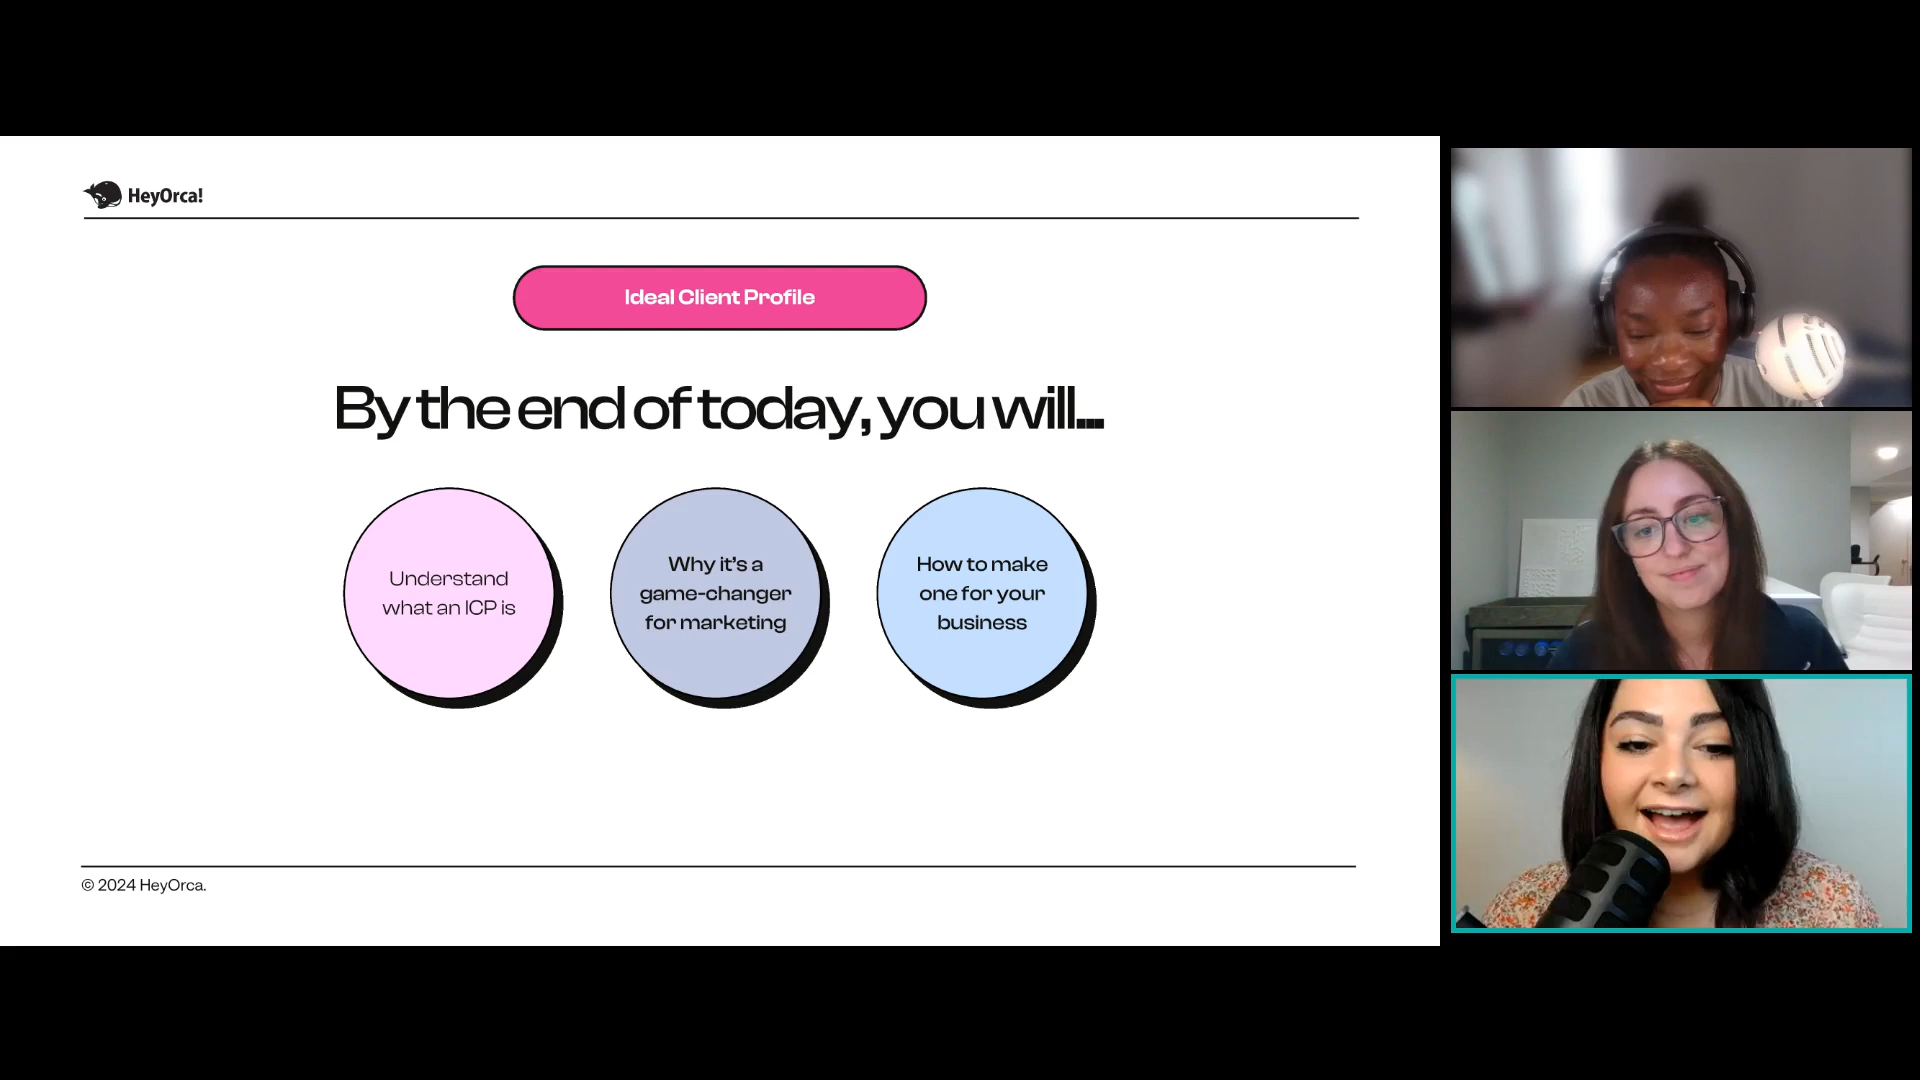 HeyOrca!
Ideal Client Profile
By the end of today, you will...
Understand
what an ICP is
Why it's a
game-changer
for marketing
How to make
one for your
business
© 2024 HeyOrca.